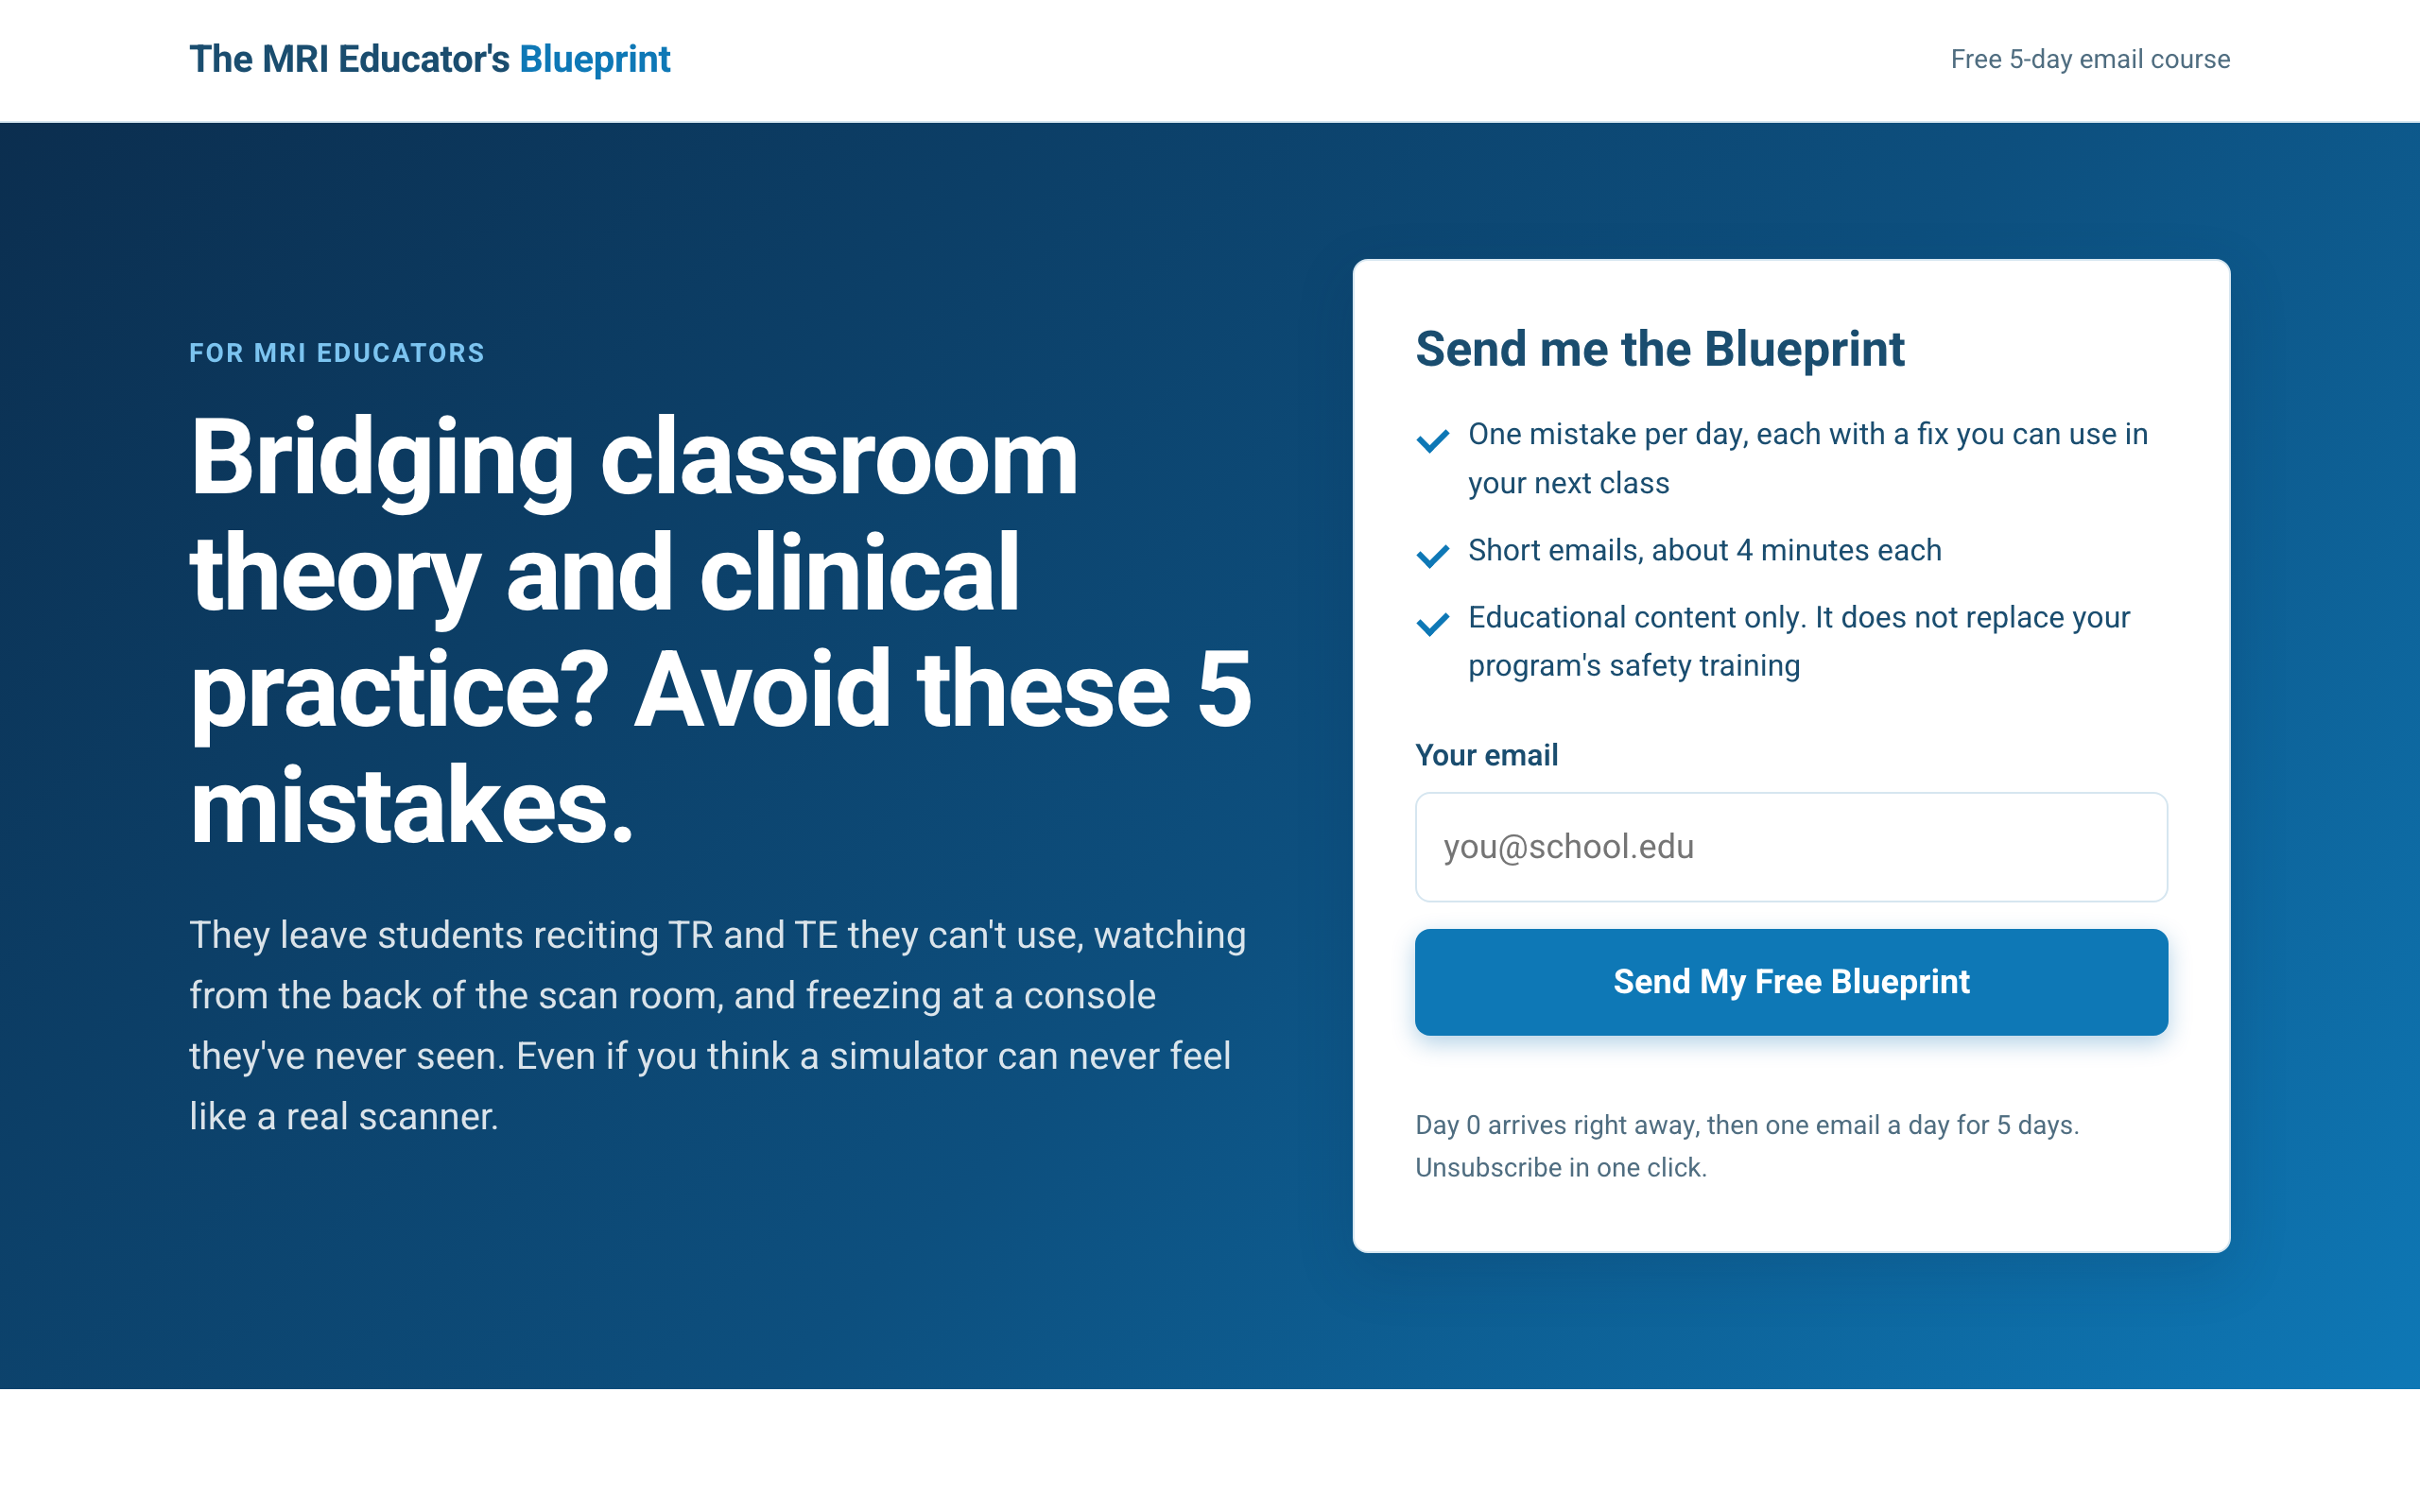 The MRI Educator's Blueprint
Free 5-day email course
FOR MRI EDUCATORS
Bridging classroom
theory and clinical
practice? Avoid these 5
mistakes.
They leave students reciting TR and TE they can't use, watching
from the back of the scan room, and freezing at a console
they've never seen. Even if you think a simulator can never feel
like a real scanner.
Send me the Blueprint
One mistake per day, each with a fix you can use in
your next class
Short emails, about 4 minutes each
Educational content only. It does not replace your
program's safety training
Your email
you@school.edu
Send My Free Blueprint
Day 0 arrives right away, then one email a day for 5 days.
Unsubscribe in one click.